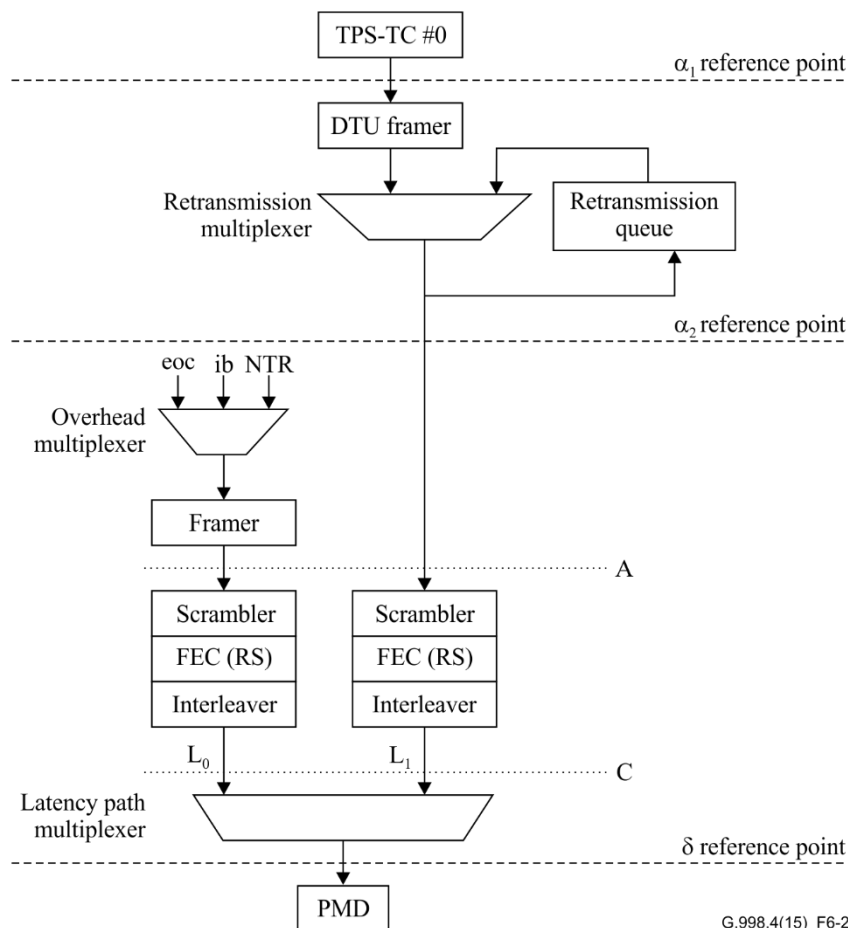 TPS-TC #0
α₁ reference point
DTU framer
Retransmission
multiplexer
Retransmission
queue
α₂ reference point
eoc ib NTR
Overhead
multiplexer
Framer
A
Scrambler Scrambler
FEC (RS) FEC (RS)
Interleaver Interleaver
L₀ L₁
C
Latency path
multiplexer
δ reference point
PMD
G.998.4(15)_F6-2